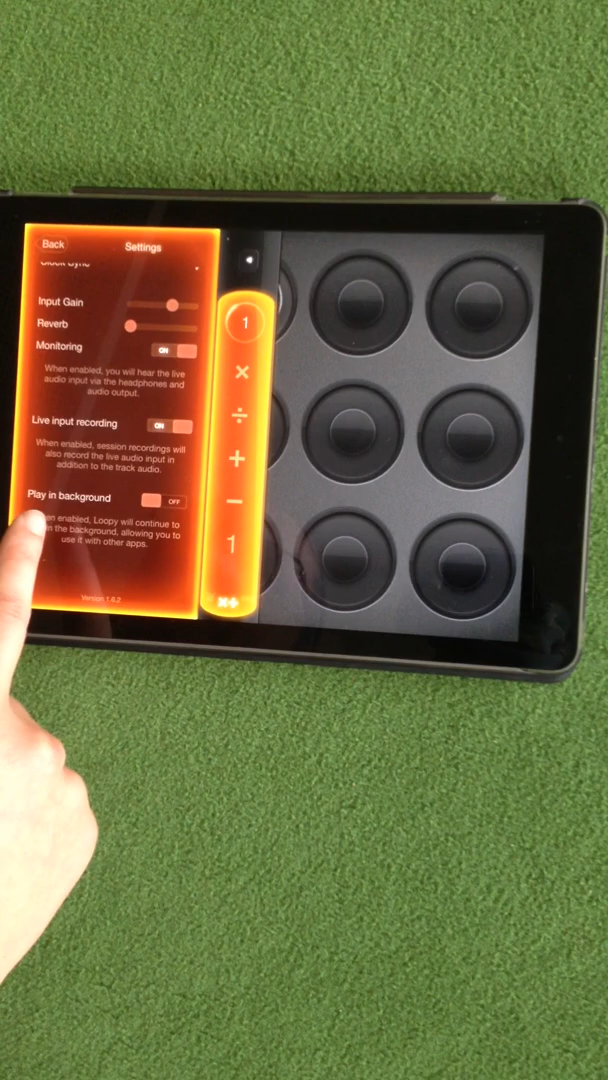 Back
Settings
Clock Sync
Input Gain
Reverb
Monitoring
ON
When enabled, you will hear the live
audio input via the headphones and
audio output.
Live input recording
ON
When enabled, session recordings will
also record the live audio input in
addition to the track audio.
Play in background
OFF
en enabled, Loopy will continue to
in the background, allowing you to
use it with other apps.
Version 1.6.2
1
×
÷
+
−
1
×÷